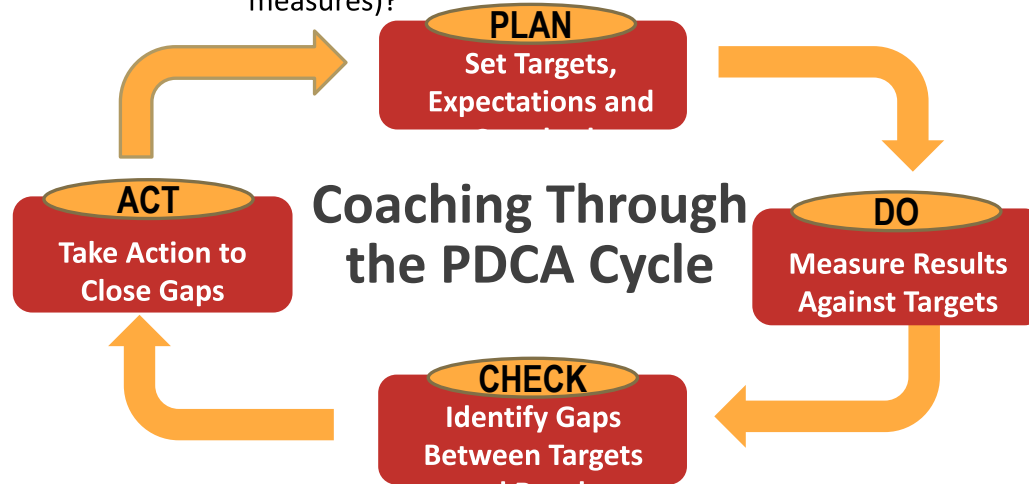 measures)?
PLAN
Set Targets,
Expectations and
ACT
Take Action to
Close Gaps
Coaching Through
the PDCA Cycle
DO
Measure Results
Against Targets
CHECK
Identify Gaps
Between Targets